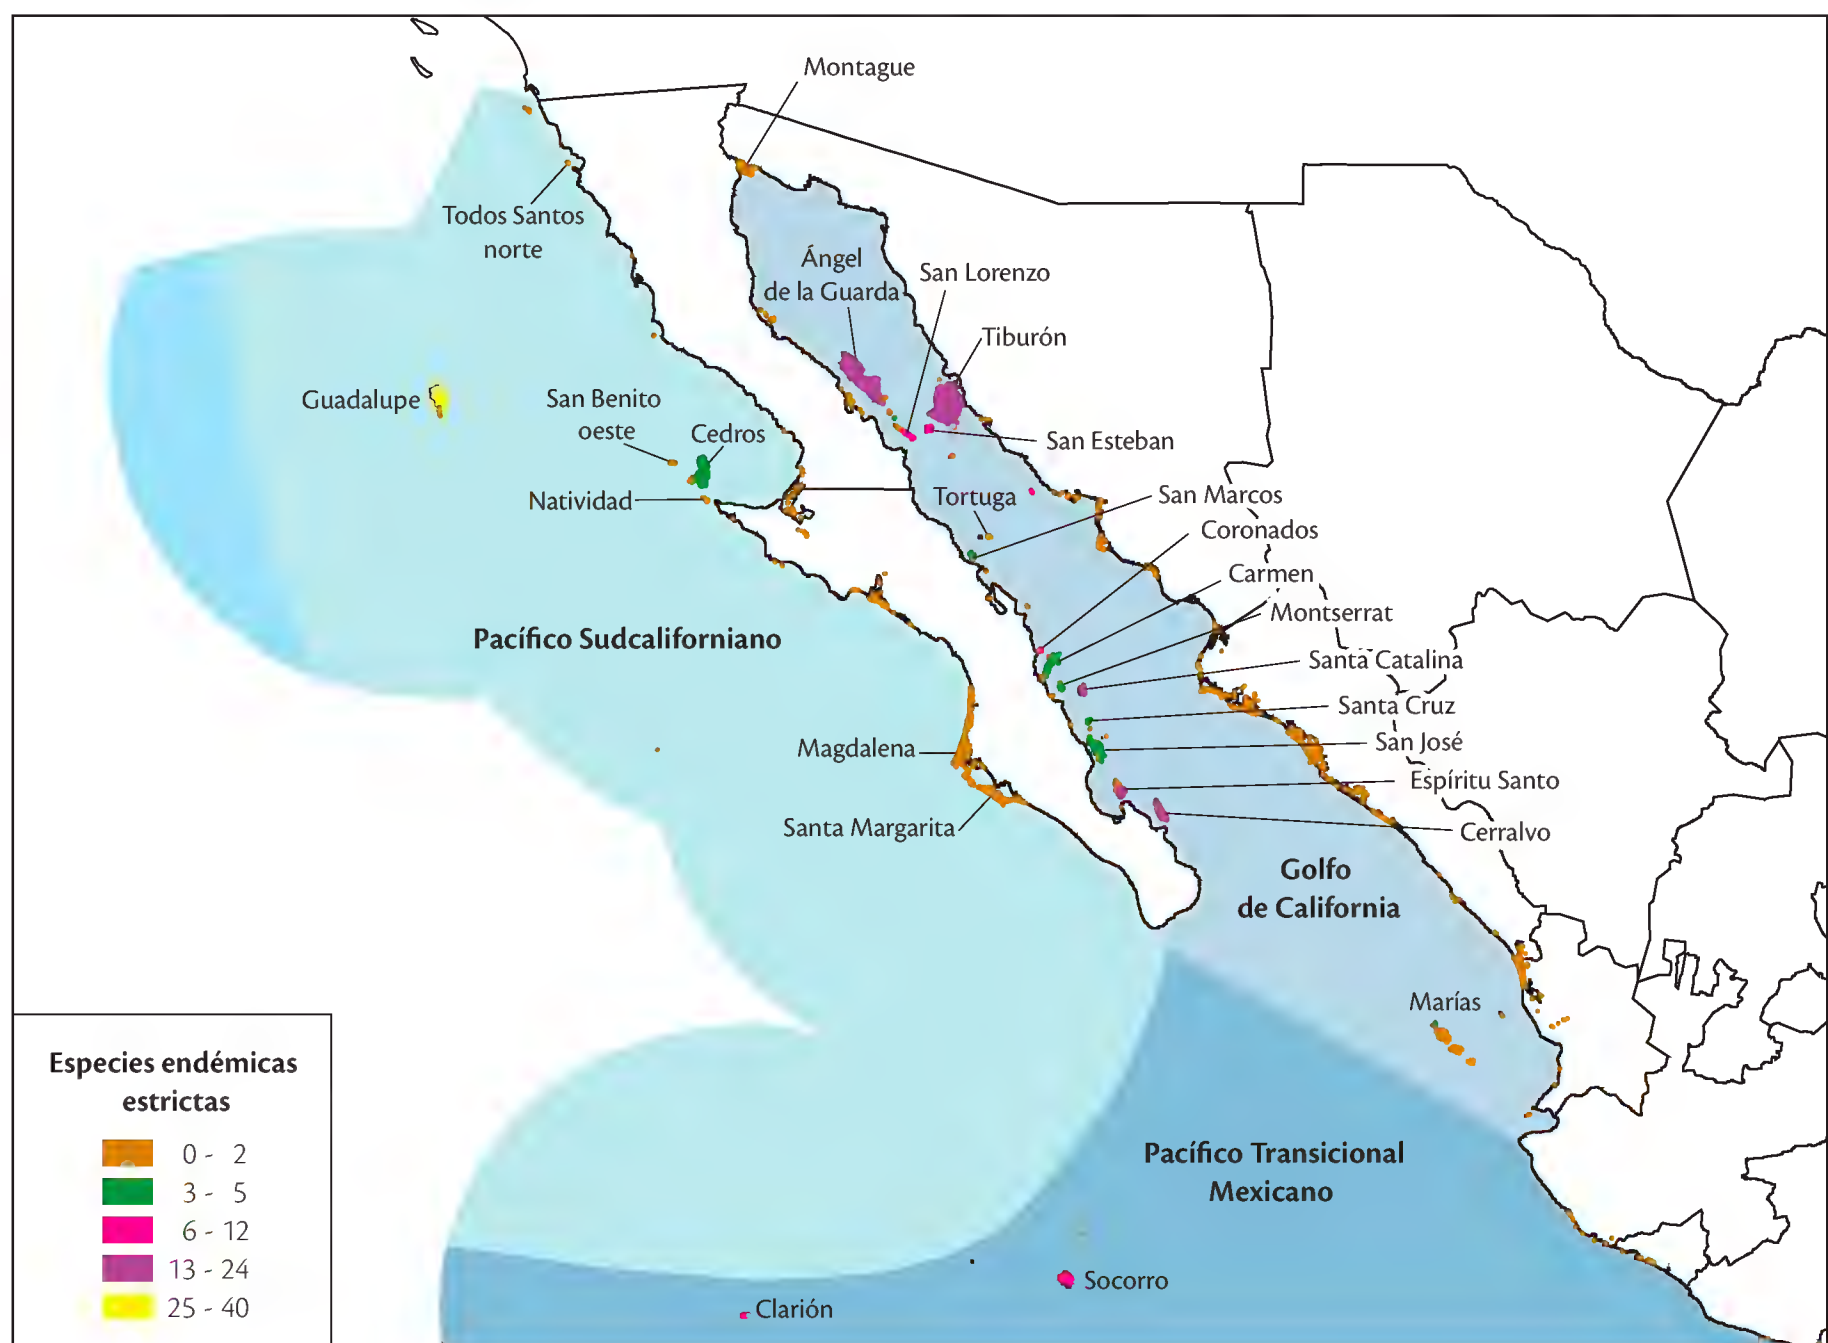 Montague
Todos Santos
norte
Ángel
de la Guarda
San Lorenzo
Tiburón
Guadalupe
San Benito
oeste
Cedros
San Esteban
Natividad
Tortuga
San Marcos
Coronados
Carmen
Montserrat
Pacífico Sudcaliforniano
Santa Catalina
Santa Cruz
Magdalena
San José
Espíritu Santo
Santa Margarita
Cerralvo
Golfo
de California
Marías
Especies endémicas
estrictas
0 - 2
3 - 5
6 - 12
13 - 24
25 - 40
Pacífico Transicional
Mexicano
Socorro
Clarión